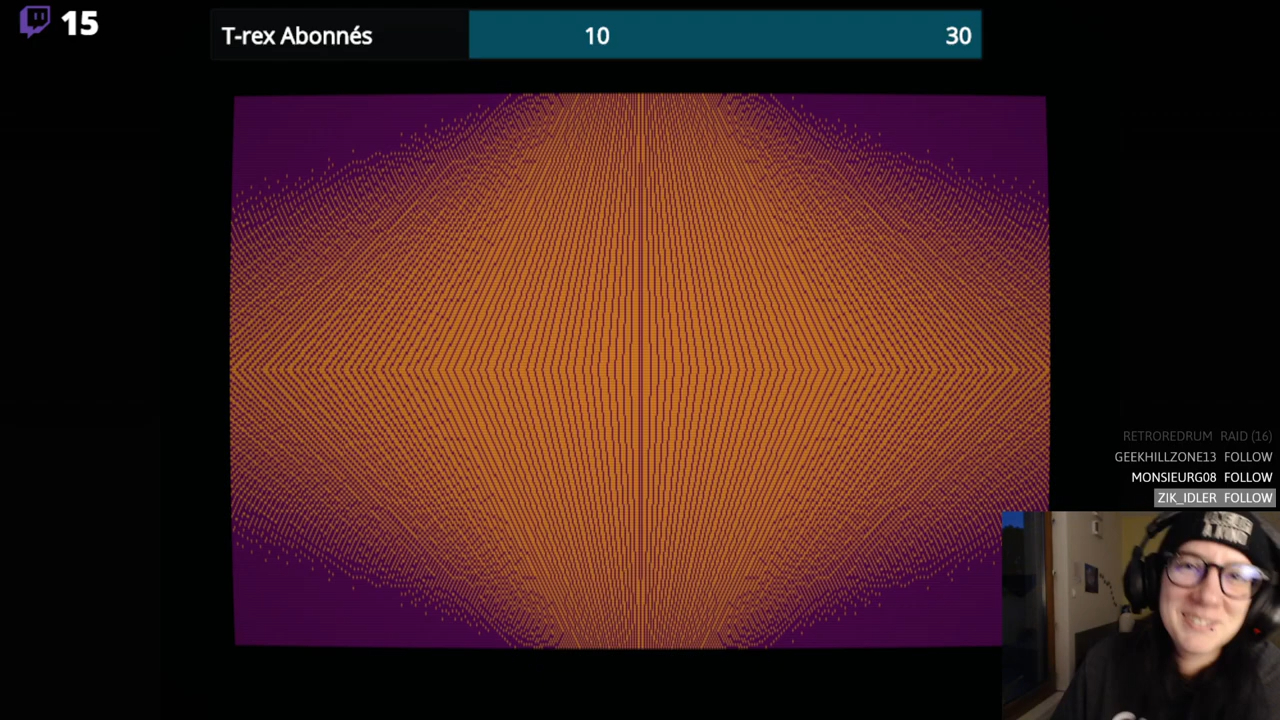 15
T-rex Abonnés 10 30
RETROREDRUM RAID (16)
GEEKHILLZONE13 FOLLOW
MONSIEURG08 FOLLOW
ZIK_IDLER FOLLOW